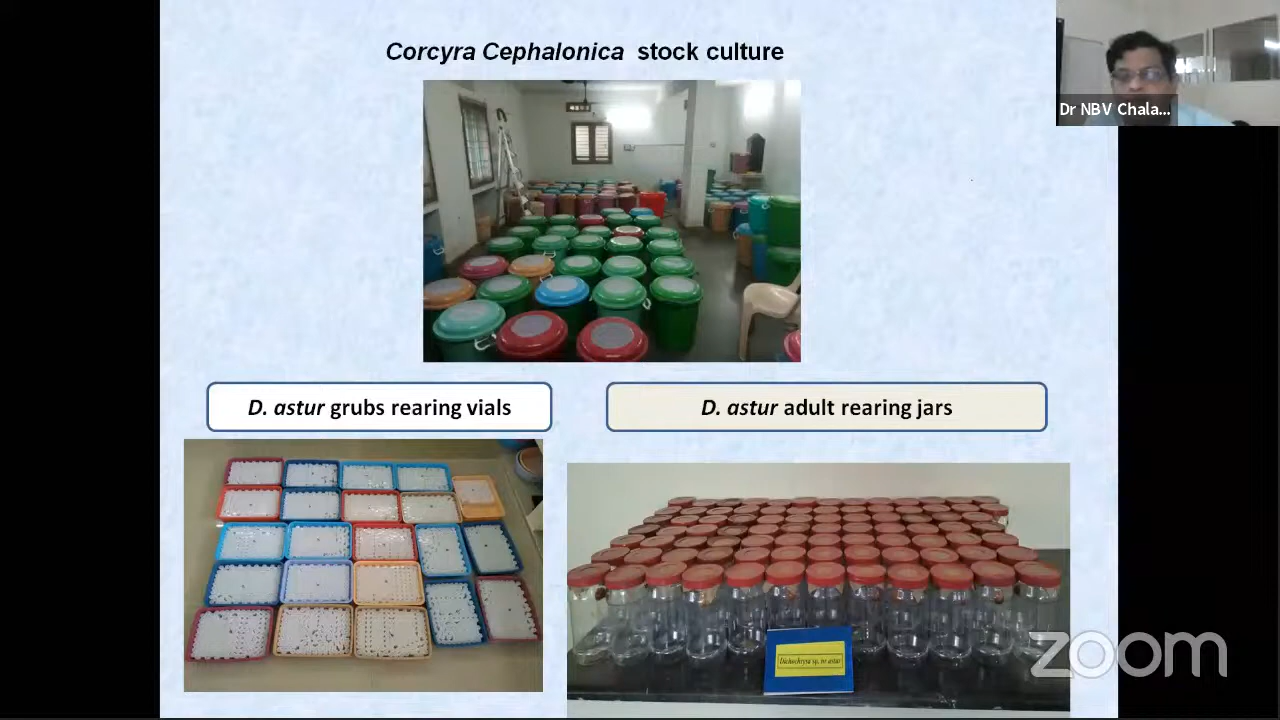 Corcyra Cephalonica stock culture
Dr NBV Chala...
D. astur grubs rearing vials
D. astur adult rearing jars
zoom